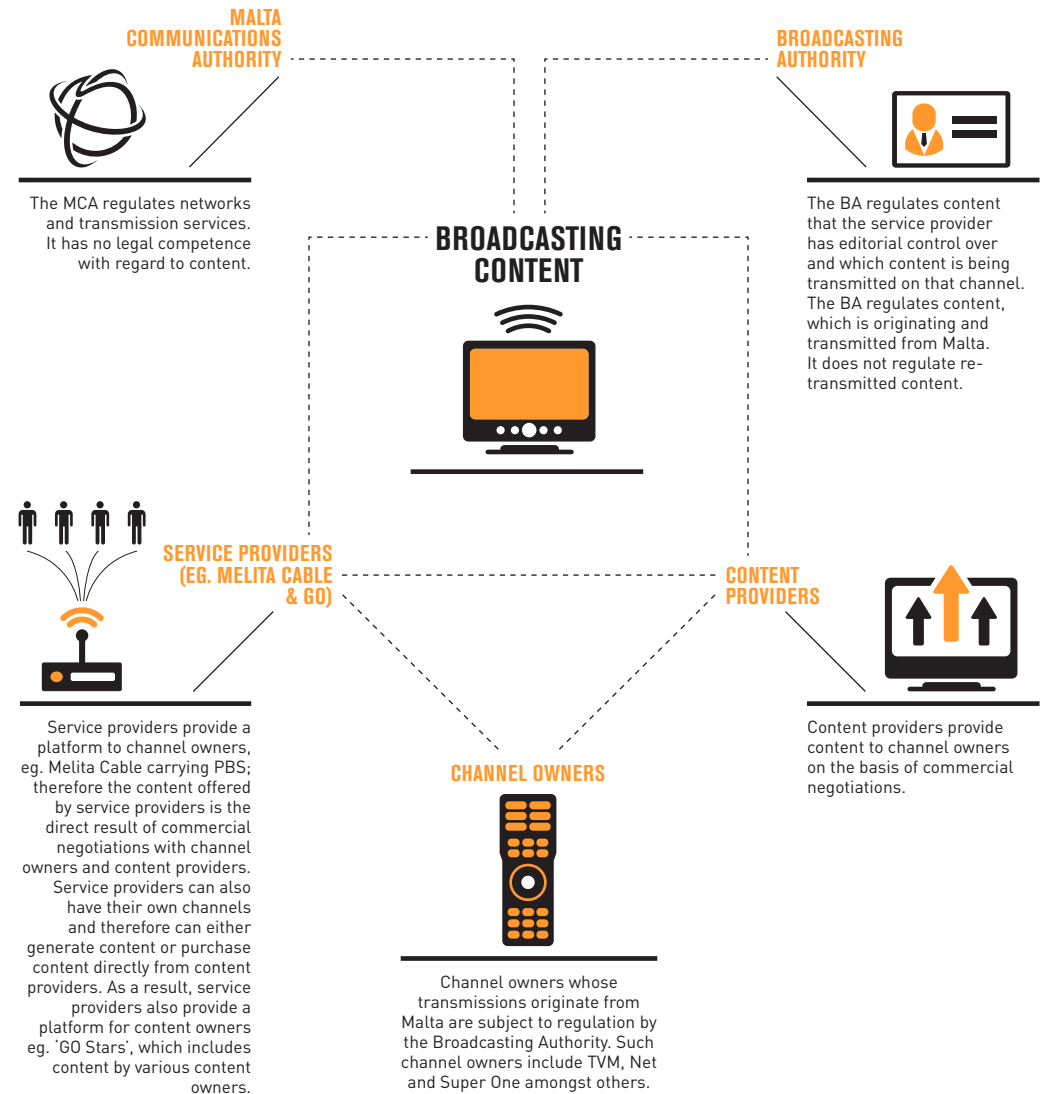 MALTA
COMMUNICATIONS
AUTHORITY
The MCA regulates networks
and transmission services.
It has no legal competence
with regard to content.
BROADCASTING
AUTHORITY
The BA regulates content
that the service provider
has editorial control over
and which content is being
transmitted on that channel.
The BA regulates content,
which is originating and
transmitted from Malta.
It does not regulate re-
transmitted content.
BROADCASTING
CONTENT
SERVICE PROVIDERS
(EG. MELITA CABLE
& GO)
Service providers provide a
platform to channel owners,
eg. Melita Cable carrying PBS;
therefore the content offered
by service providers is the
direct result of commercial
negotiations with channel
owners and content providers.
Service providers can also
have their own channels
and therefore can either
generate content or purchase
content directly from content
providers. As a result, service
providers also provide a
platform for content owners
eg. ‘GO Stars’, which includes
content by various content
owners.
CONTENT
PROVIDERS
Content providers provide
content to channel owners
on the basis of commercial
negotiations.
CHANNEL OWNERS
Channel owners whose
transmissions originate from
Malta are subject to regulation by
the Broadcasting Authority. Such
channel owners include TVM, Net
and Super One amongst others.